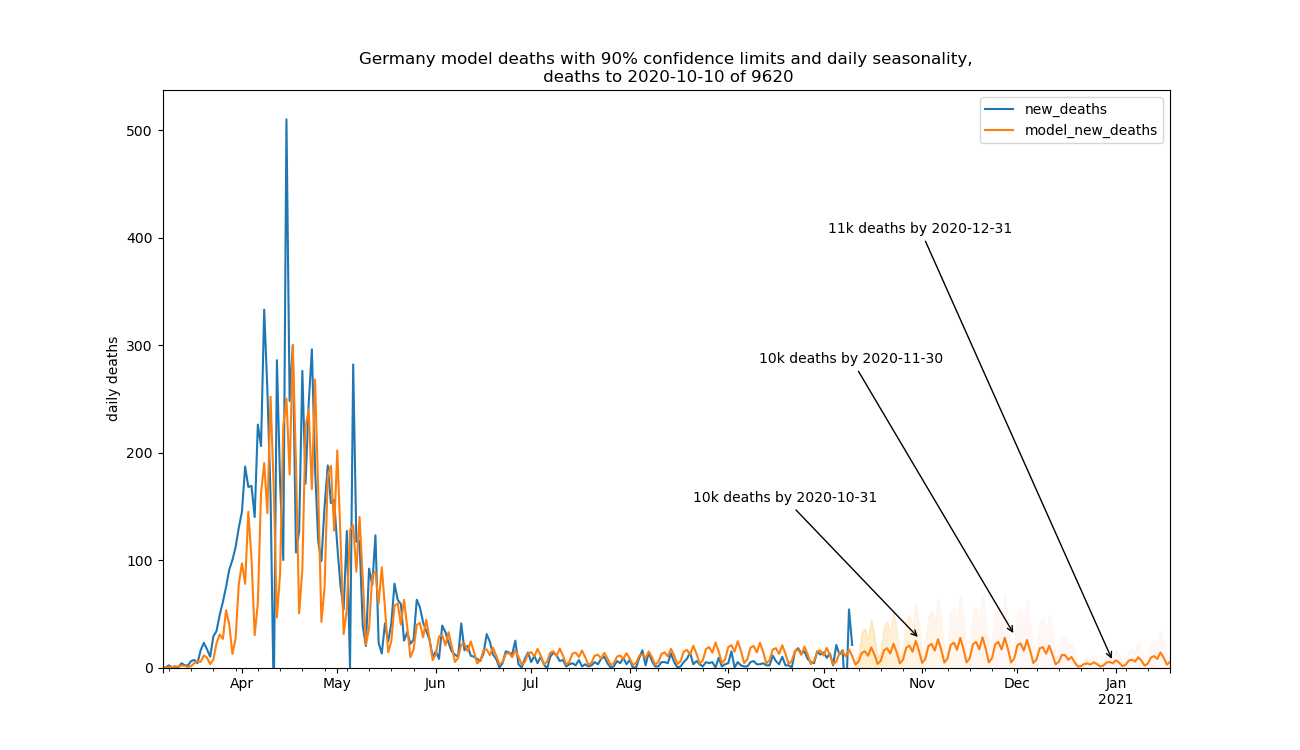 Germany model deaths with 90% confidence limits and daily seasonality,
deaths to 2020-10-10 of 9620
new_deaths
model_new_deaths
500
400
300
200
100
0
daily deaths
11k deaths by 2020-12-31
10k deaths by 2020-11-30
10k deaths by 2020-10-31
Apr May Jun Jul Aug Sep Oct Nov Dec Jan
2021